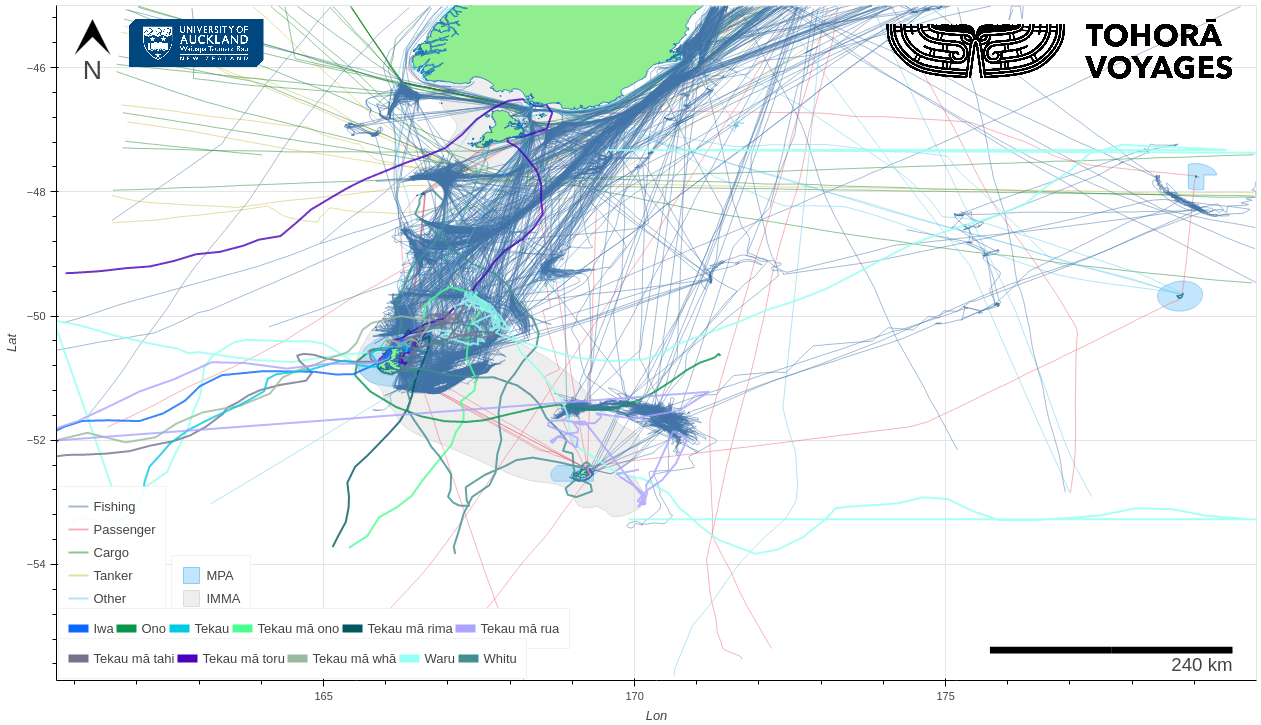 UNIVERSITY OF
AUCKLAND
Waipapa Taumata Rau
NEW ZEALAND
N
TOHORĀ
VOYAGES
−46
−48
−50
−52
−54
Lat
Fishing
Passenger
Cargo
Tanker
Other
MPA
IMMA
Iwa Ono Tekau Tekau mā ono Tekau mā rima Tekau mā rua
Tekau mā tahi Tekau mā toru Tekau mā whā Waru Whitu
240 km
165 170 175
Lon